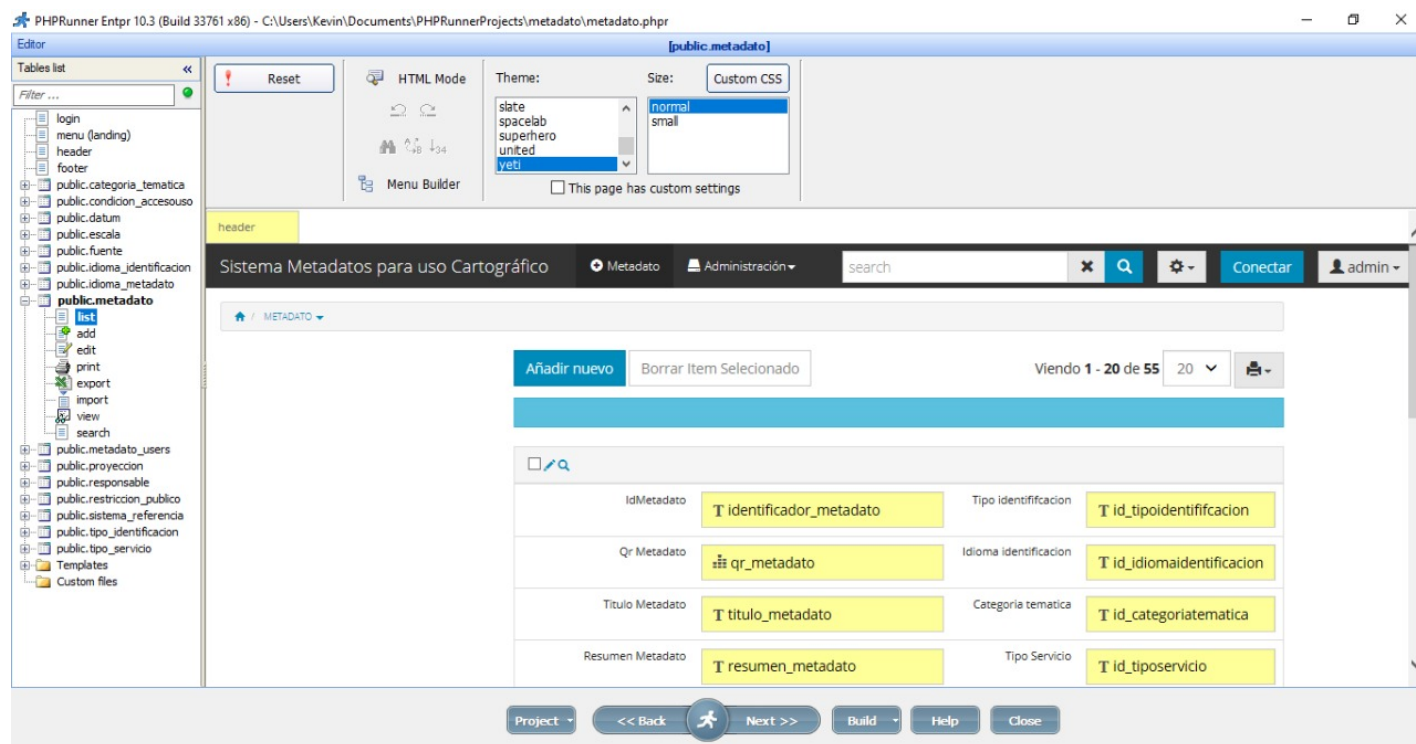 PHPRunner Entpr 10.3 (Build 33761 x86) - C:\Users\Kevin\Documents\PHPRunnerProjects\metadato\metadato.phpr
Editor
[public.metadato]
Tables list «
Filter ...
login
menu (landing)
header
footer
public.categoria_tematica
public.condicion_accesouso
public.datum
public.escala
public.fuente
public.idioma_identificacion
public.idioma_metadato
public.metadato
list
add
edit
print
export
import
view
search
public.metadato_users
public.proyeccion
public.responsable
public.restriccion_publico
public.sistema_referencia
public.tipo_identificacion
public.tipo_servicio
Templates
Custom files
Reset
HTML Mode
Menu Builder
Theme:
slate
spacelab
superhero
united
yeti
Size:
Custom CSS
normal
small
This page has custom settings
header
Sistema Metadatos para uso Cartográfico Metadato Administración search Conectar admin
/ METADATO
Añadir nuevo Borrar Item Selecionado Viendo 1 - 20 de 55 20
IdMetadato T identificador_metadato Tipo identififcacion T id_tipoidentififcacion
Qr Metadato qr_metadato Idioma identificacion T id_idiomaidentificacion
Titulo Metadato T titulo_metadato Categoria tematica T id_categoriatematica
Resumen Metadato T resumen_metadato Tipo Servicio T id_tiposervicio
Project << Back Next >> Build Help Close